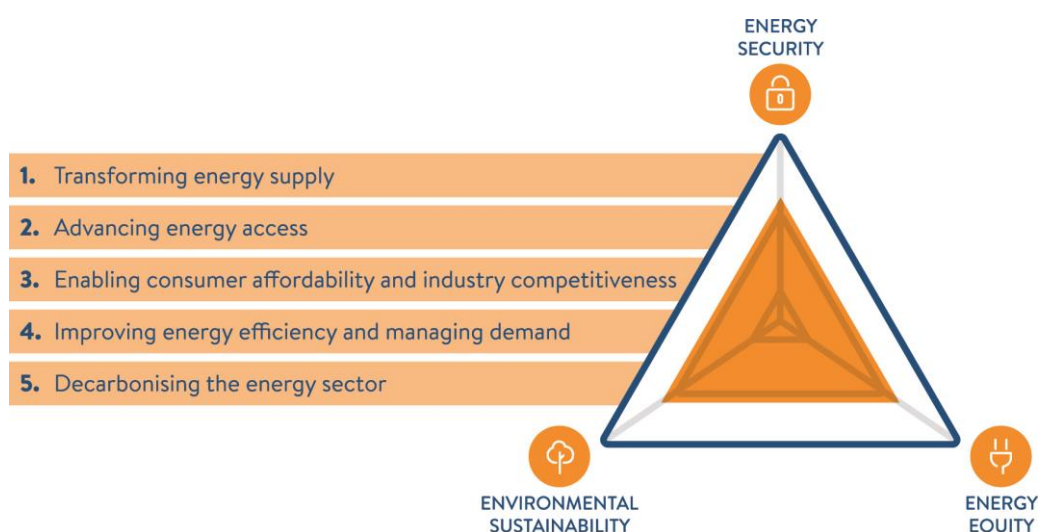 ENERGY
SECURITY
1. Transforming energy supply
2. Advancing energy access
3. Enabling consumer affordability and industry competitiveness
4. Improving energy efficiency and managing demand
5. Decarbonising the energy sector
ENVIRONMENTAL
SUSTAINABILITY
ENERGY
EQUITY